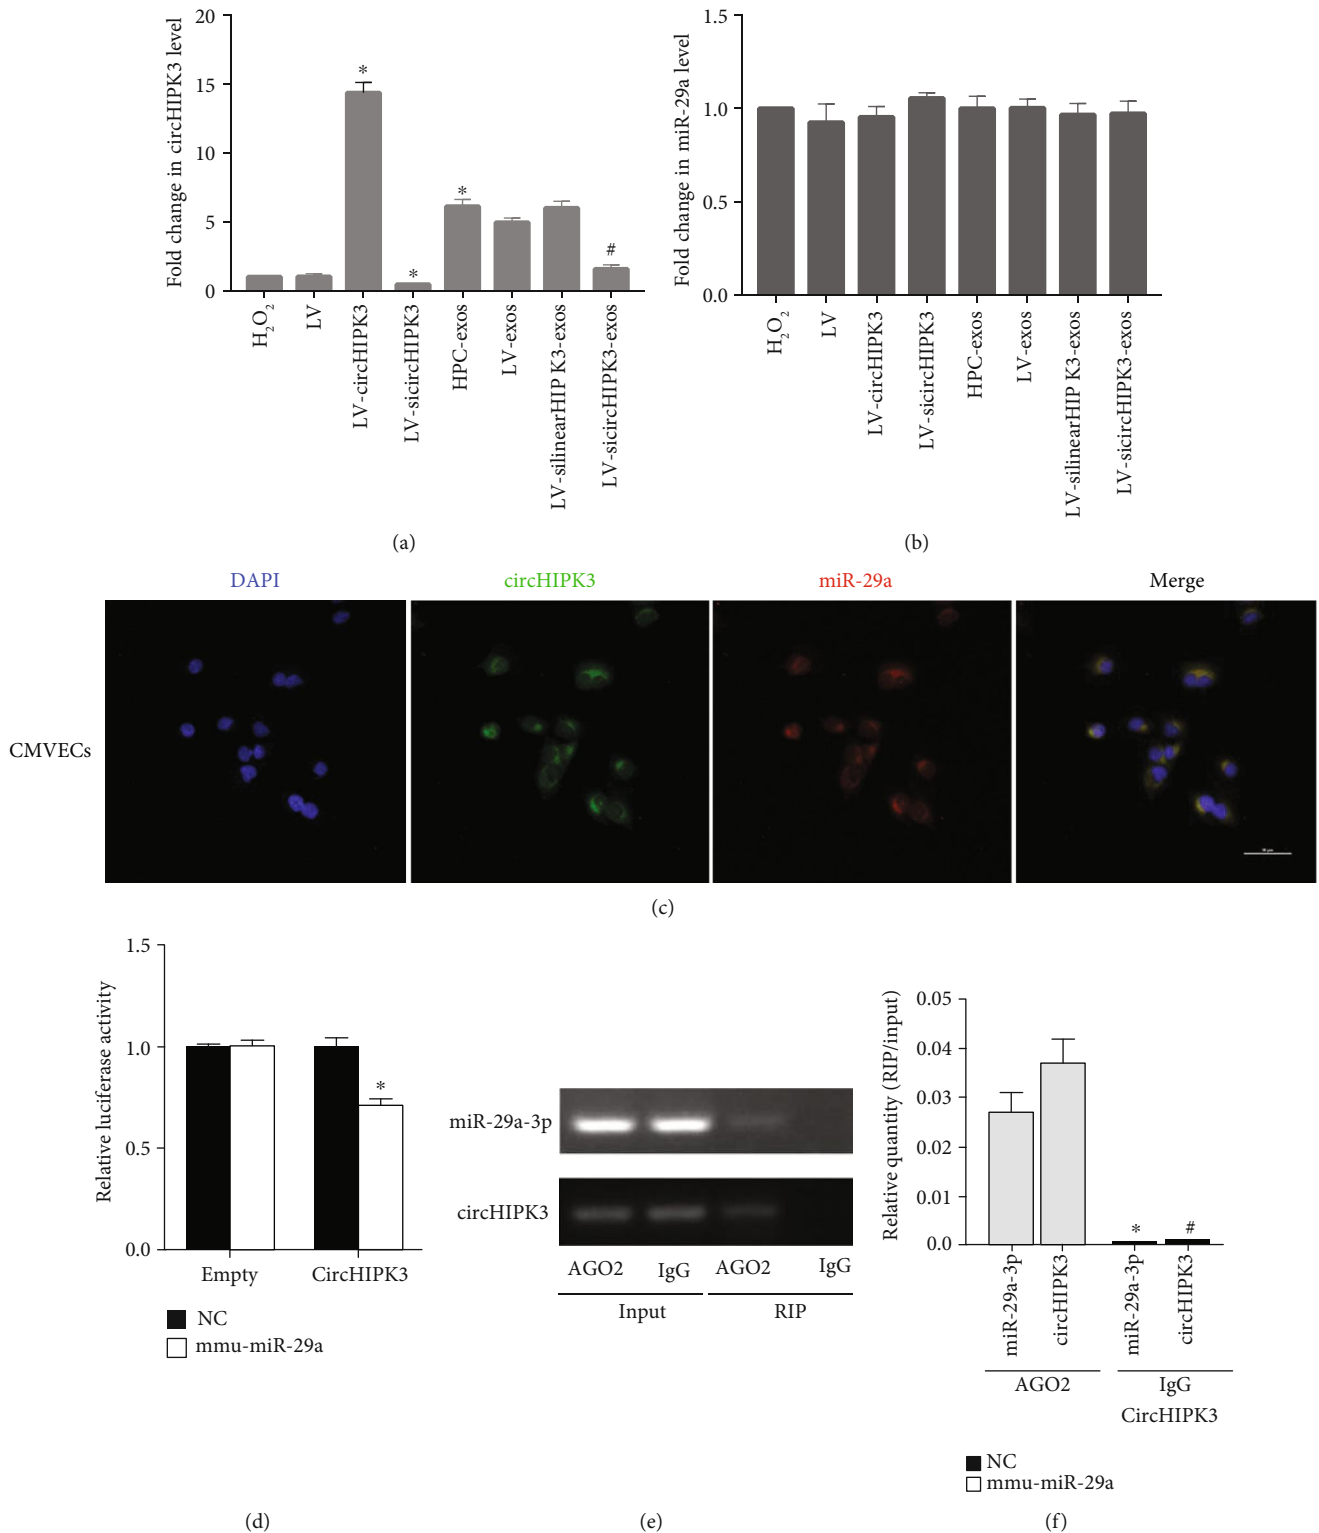 Fold change in circHIPK3 level
20
15
10
5
0
*
*
*
#
H2O2
LV
LV-circHIPK3
LV-sicircHIPK3
HPC-exos
LV-exos
LV-silinearHIP K3-exos
LV-sicircHIPK3-exos
(a)
Fold change in miR-29a level
1.5
1.0
0.5
0.0
H2O2
LV
LV-circHIPK3
LV-sicircHIPK3
HPC-exos
LV-exos
LV-silinearHIP K3-exos
LV-sicircHIPK3-exos
(b)
DAPI
circHIPK3
miR-29a
Merge
CMVECs
(c)
Relative luciferase activity
1.5
1.0
0.5
0.0
*
Empty
CircHIPK3
NC
mmu-miR-29a
(d)
miR-29a-3p
circHIPK3
AGO2
IgG
AGO2
IgG
Input
RIP
(e)
Relative quantity (RIP/input)
0.05
0.04
0.03
0.02
0.01
0.0
*
#
miR-29a-3p
circHIPK3
miR-29a-3p
circHIPK3
AGO2
IgG
CircHIPK3
NC
mmu-miR-29a
(f)